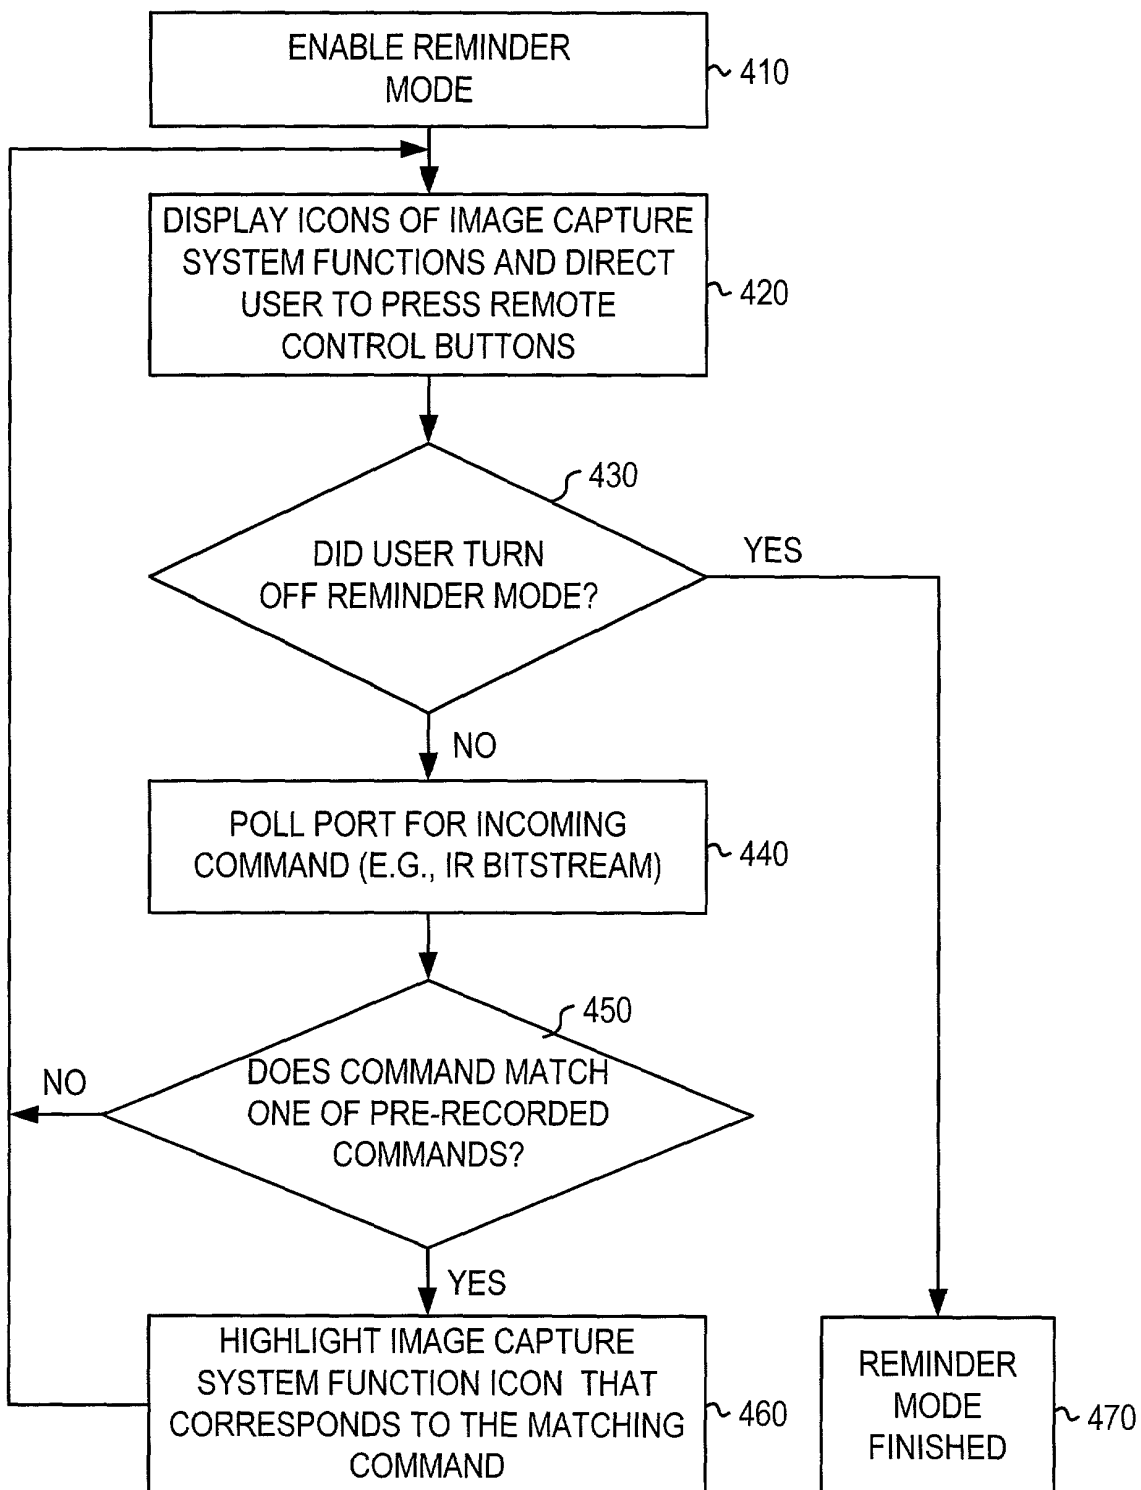 ENABLE REMINDER
MODE
410
DISPLAY ICONS OF IMAGE CAPTURE
SYSTEM FUNCTIONS AND DIRECT
USER TO PRESS REMOTE
CONTROL BUTTONS
420
430
DID USER TURN
OFF REMINDER MODE?
YES
NO
POLL PORT FOR INCOMING
COMMAND (E.G., IR BITSTREAM)
440
450
DOES COMMAND MATCH
ONE OF PRE-RECORDED
COMMANDS?
NO
YES
HIGHLIGHT IMAGE CAPTURE
SYSTEM FUNCTION ICON THAT
CORRESPONDS TO THE MATCHING
COMMAND
460
REMINDER
MODE
FINISHED
470